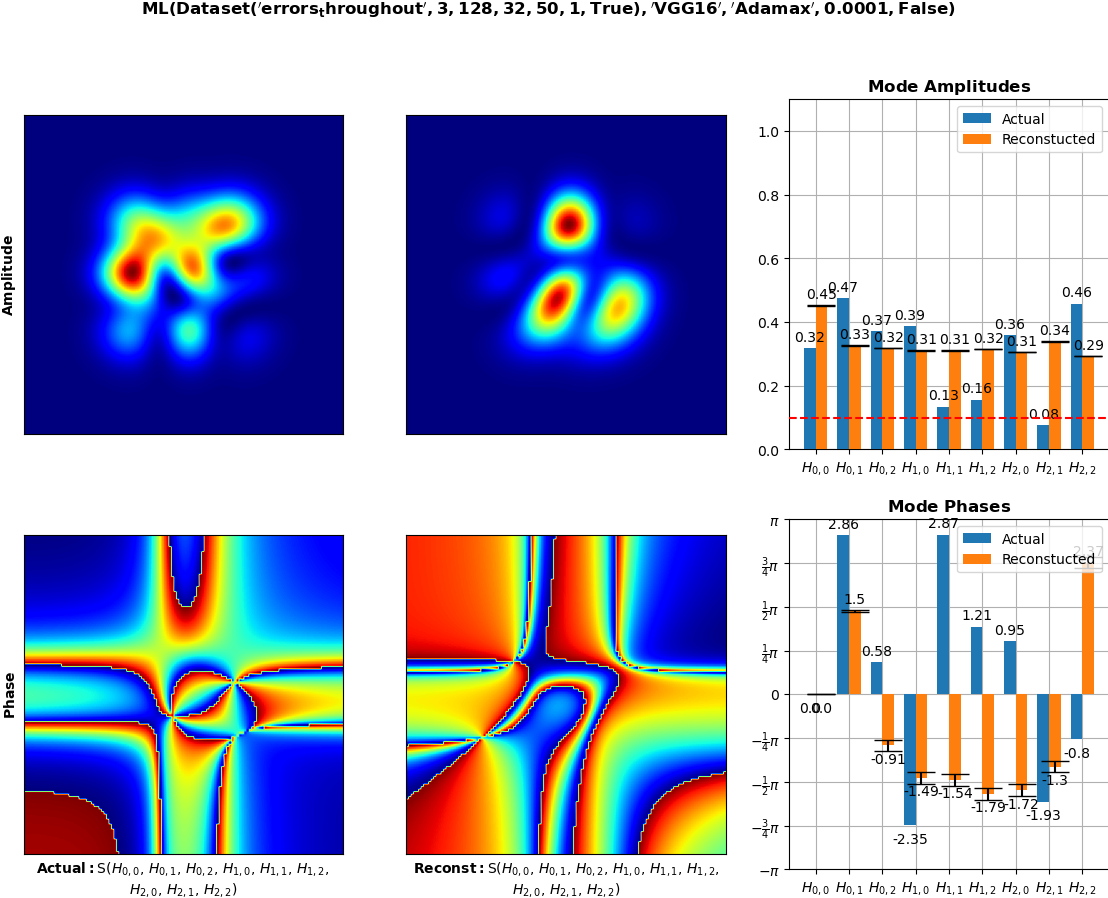 ML(Dataset('errors_throughout', 3, 128, 32, 50, 1, True), 'VGG16', 'Adamax', 0.0001, False)
Amplitude
Mode Amplitudes
Actual
Reconstucted
1.0
0.8
0.6
0.4
0.2
0.0
0.32 0.45 0.47 0.33 0.37 0.32 0.39 0.31 0.13 0.31 0.16 0.32 0.36 0.31 0.08 0.34 0.46 0.29
H0,0 H0,1 H0,2 H1,0 H1,1 H1,2 H2,0 H2,1 H2,2
Phase
Actual: S(H0,0, H0,1, H0,2, H1,0, H1,1, H1,2,
H2,0, H2,1, H2,2)
Reconst: S(H0,0, H0,1, H0,2, H1,0, H1,1, H1,2,
H2,0, H2,1, H2,2)
Mode Phases
Actual
Reconstucted
π
3/4π
1/2π
1/4π
0
−1/4π
−1/2π
−3/4π
−π
0.0 0.0 2.86 1.5 0.58 -0.91 -2.35 -1.49 2.87 -1.54 1.21 -1.79 0.95 -1.72 -1.93 -1.3 -0.8 2.37
H0,0 H0,1 H0,2 H1,0 H1,1 H1,2 H2,0 H2,1 H2,2